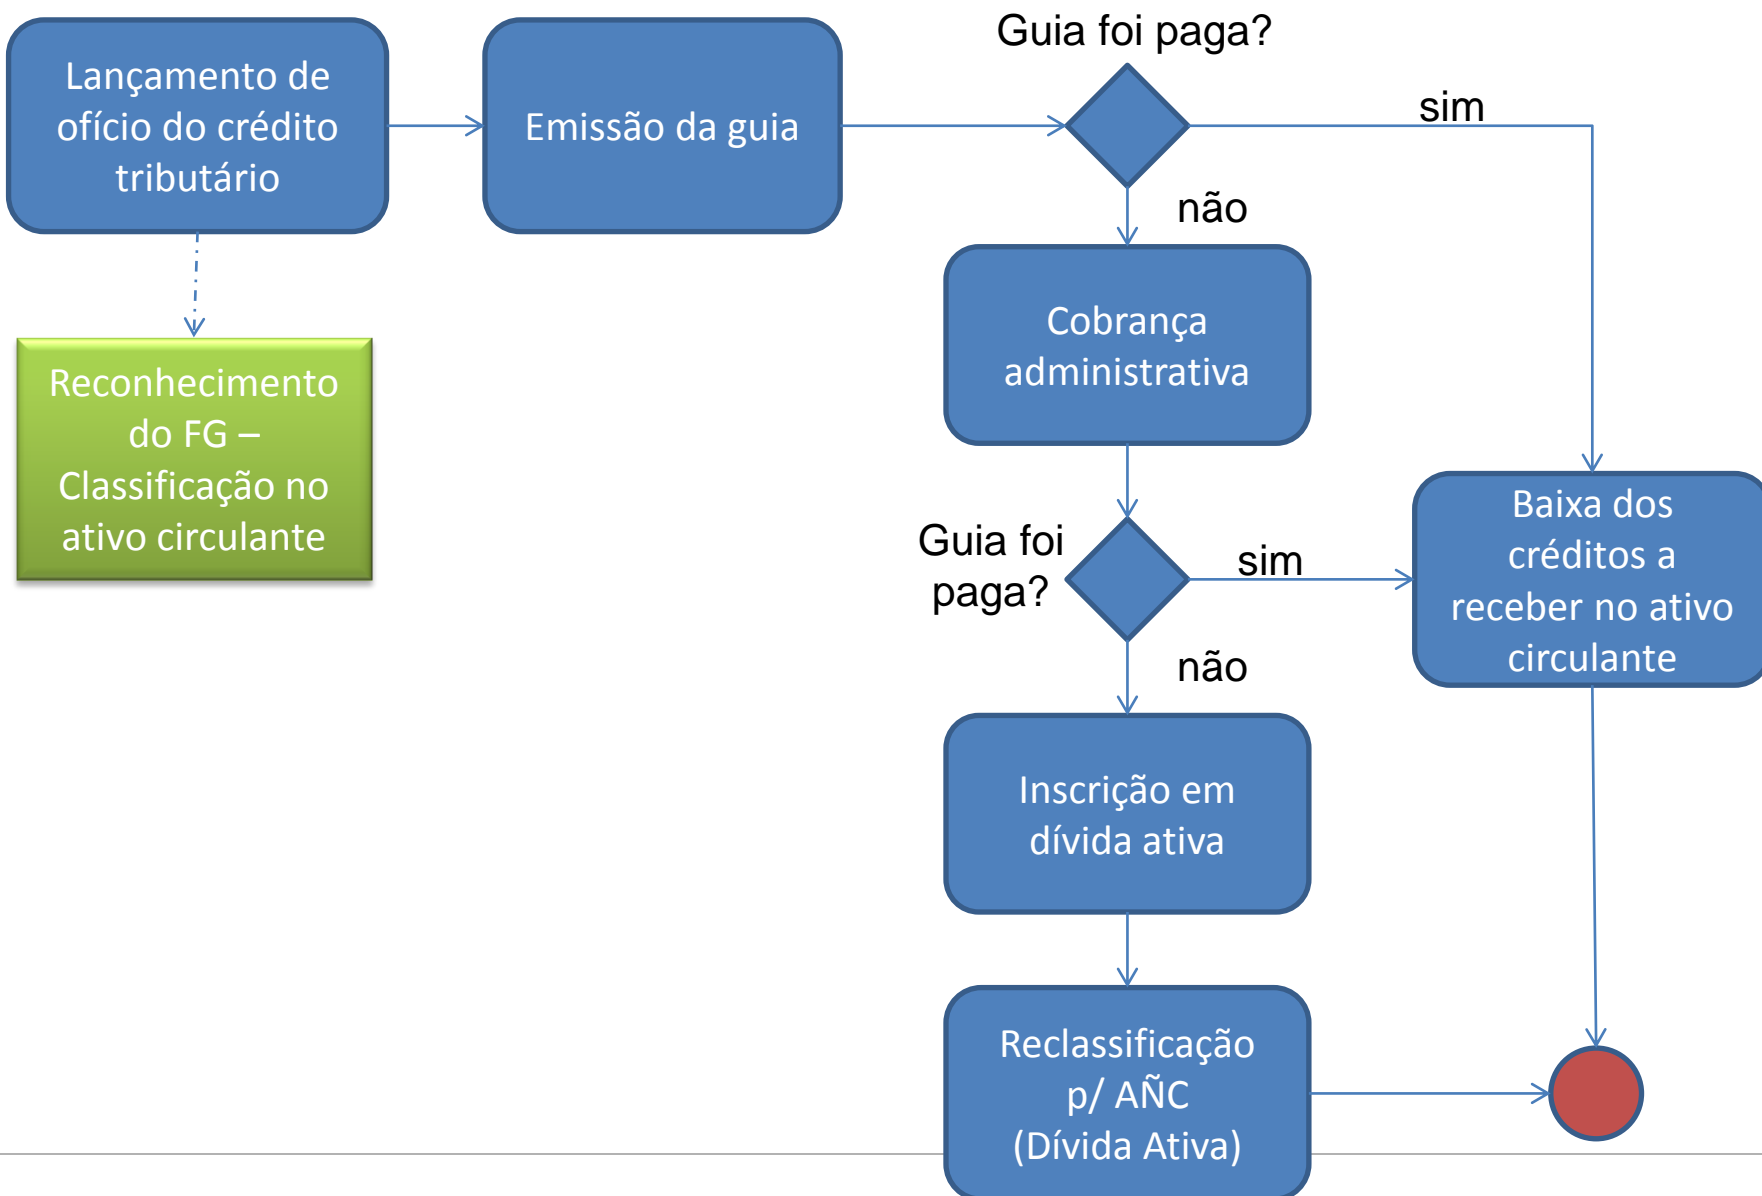 Guia foi paga?
Lançamento de
ofício do crédito
tributário
Emissão da guia
sim
não
Reconhecimento
do FG –
Classificação no
ativo circulante
Cobrança
administrativa
Guia foi
paga?
sim
Baixa dos
créditos a
receber no ativo
circulante
não
Inscrição em
dívida ativa
Reclassificação
p/ AÑC
(Dívida Ativa)